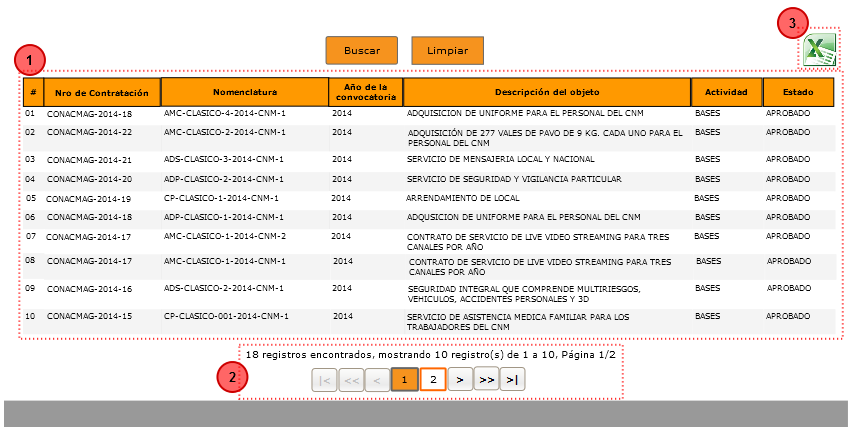 3
Buscar Limpiar
1
# Nro de Contratación Nomenclatura Año de la convocatoria Descripción del objeto Actividad Estado
01 CONACMAG-2014-18 AMC-CLASICO-4-2014-CNM-1 2014 ADQUISICION DE UNIFORME PARA EL PERSONAL DEL CNM BASES APROBADO
02 CONACMAG-2014-22 AMC-CLASICO-2-2014-CNM-1 2014 ADQUISICIÓN DE 277 VALES DE PAVO DE 9 KG. CADA UNO PARA EL BASES APROBADO
PERSONAL DEL CNM
03 CONACMAG-2014-21 ADS-CLASICO-3-2014-CNM-1 2014 SERVICIO DE MENSAJERIA LOCAL Y NACIONAL BASES APROBADO
04 CONACMAG-2014-20 ADP-CLASICO-2-2014-CNM-1 2014 SERVICIO DE SEGURIDAD Y VIGILANCIA PARTICULAR BASES APROBADO
05 CONACMAG-2014-19 CP-CLASICO-1-2014-CNM-1 2014 ARRENDAMIENTO DE LOCAL BASES APROBADO
06 CONACMAG-2014-18 ADP-CLASICO-1-2014-CNM-1 2014 ADQUSICION DE UNIFORME PARA EL PERSONAL DEL CNM BASES APROBADO
07 CONACMAG-2014-17 AMC-CLASICO-1-2014-CNM-2 2014 CONTRATO DE SERVICIO DE LIVE VIDEO STREAMING PARA TRES BASES APROBADO
CANALES POR AÑO
08 CONACMAG-2014-17 AMC-CLASICO-1-2014-CNM-1 2014 CONTRATO DE SERVICIO DE LIVE VIDEO STREAMING PARA TRES BASES APROBADO
CANALES POR AÑO
09 CONACMAG-2014-16 ADS-CLASICO-2-2014-CNM-1 2014 SEGURIDAD INTEGRAL QUE COMPRENDE MULTIRIESGOS, BASES APROBADO
VEHICULOS, ACCIDENTES PERSONALES Y 3D
10 CONACMAG-2014-15 CP-CLASICO-001-2014-CNM-1 2014 SERVICIO DE ASISTENCIA MEDICA FAMILIAR PARA LOS BASES APROBADO
TRABAJADORES DEL CNM
18 registros encontrados, mostrando 10 registro(s) de 1 a 10, Página 1/2
2 |< << < 1 2 > >> >|